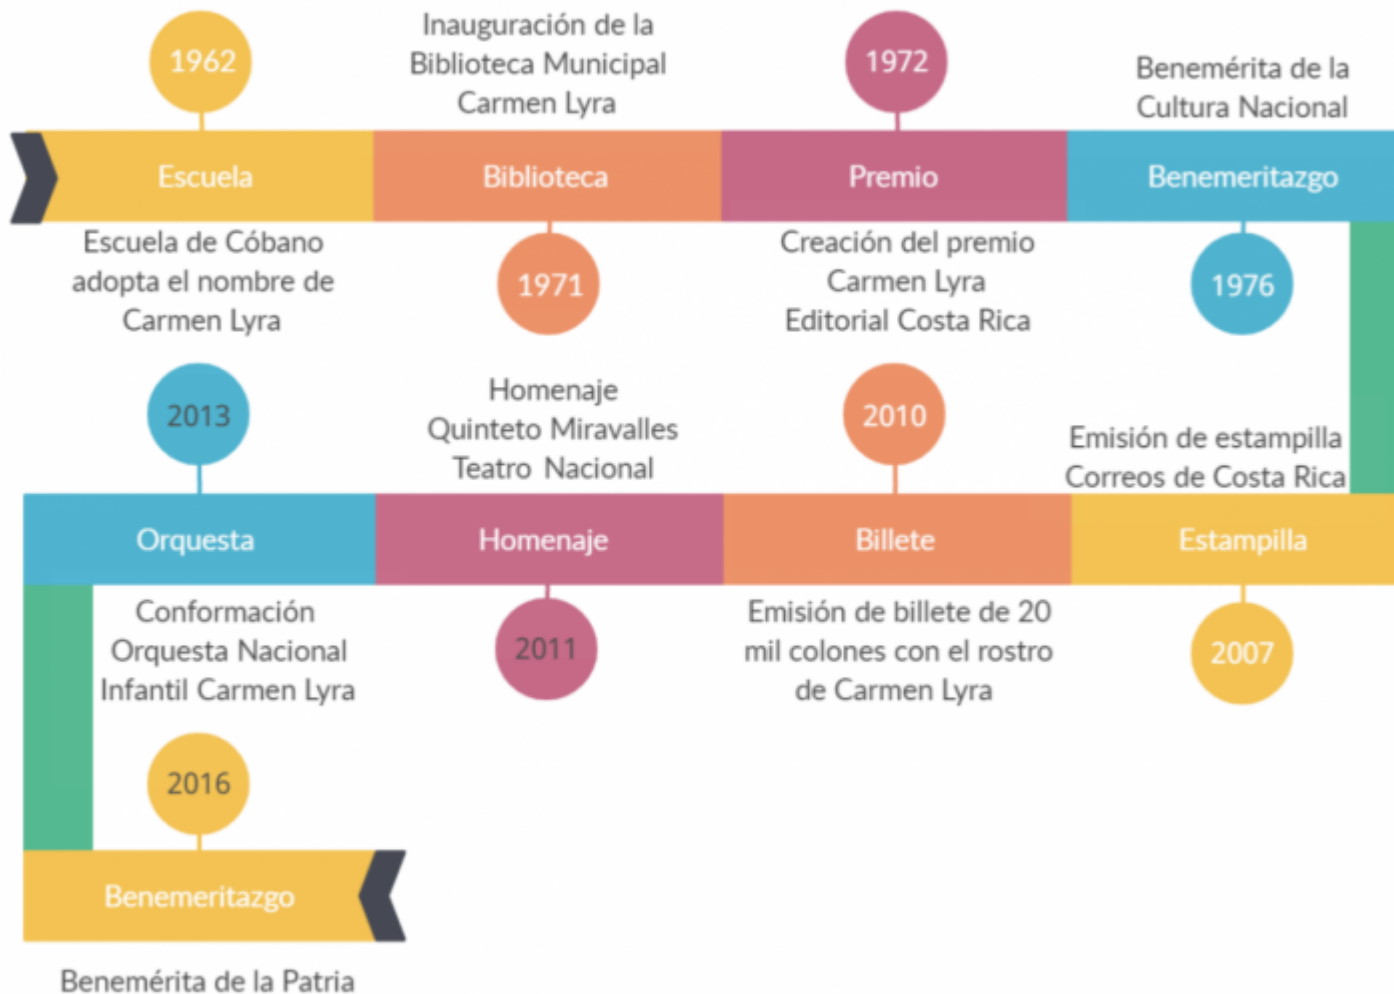 1962
Escuela
Escuela de Cóbano
adopta el nombre de
Carmen Lyra
Inauguración de la
Biblioteca Municipal
Carmen Lyra
Biblioteca
1971
1972
Premio
Creación del premio
Carmen Lyra
Editorial Costa Rica
Benemérita de la
Cultura Nacional
Benemeritazgo
1976
Emisión de estampilla
Correos de Costa Rica
Estampilla
2007
2010
Billete
Emisión de billete de 20
mil colones con el rostro
de Carmen Lyra
Homenaje
Quinteto Miravalles
Teatro Nacional
Homenaje
2011
2013
Orquesta
Conformación
Orquesta Nacional
Infantil Carmen Lyra
2016
Benemeritazgo
Benemérita de la Patria